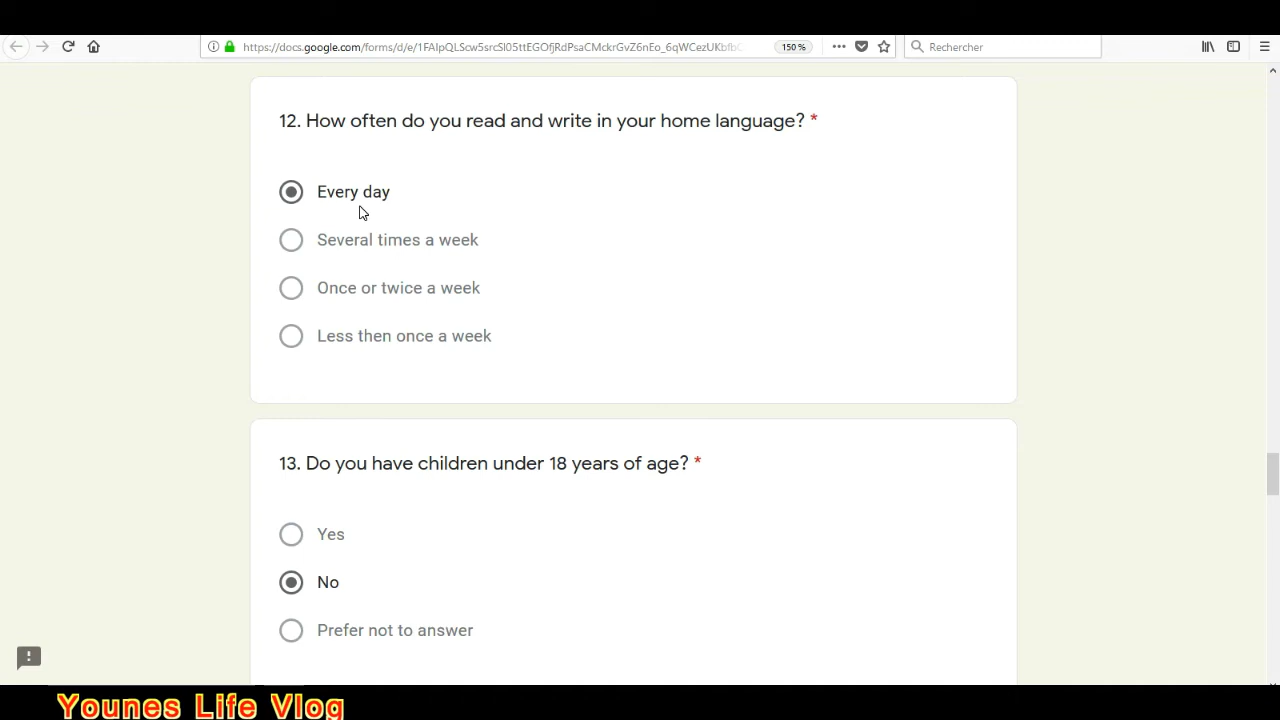 https://docs.google.com/forms/d/e/1FAIpQLScw5srcSl05ttEGOfjRdPsaCMckrGvZ6nEo_6qWCezUKbfbC
150 %
Rechercher
12. How often do you read and write in your home language? *
Every day
Several times a week
Once or twice a week
Less then once a week
13. Do you have children under 18 years of age? *
Yes
No
Prefer not to answer
Younes Life Vlog